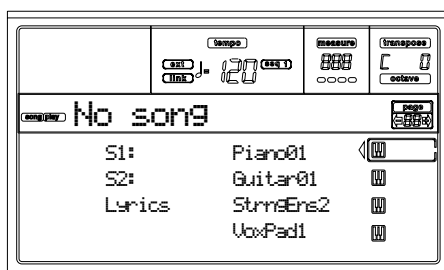 tempo measure transpose
ext link = 120 seq 1 888 C 0
octave
song play No song page
S1: Piano01
S2: Guitar01
Lyrics StrngEns2
VoxPad1